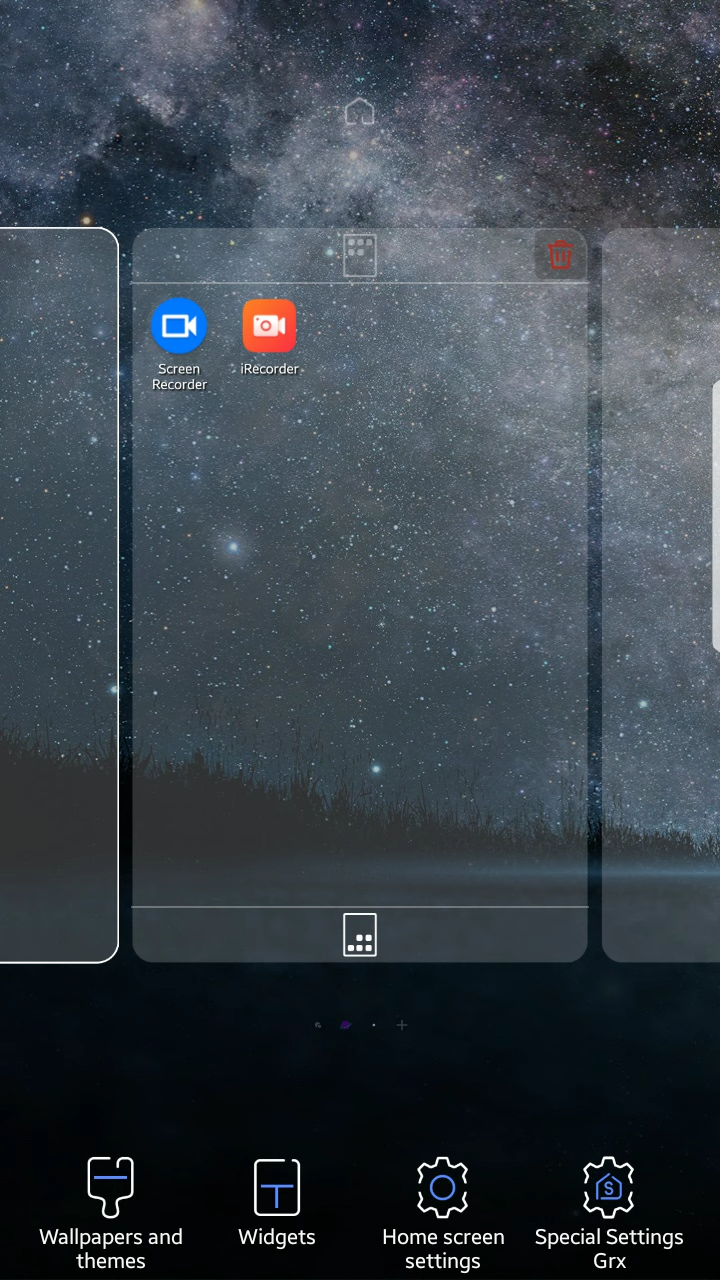 Screen
Recorder
iRecorder
Wallpapers and
themes
Widgets
Home screen
settings
Special Settings
Grx